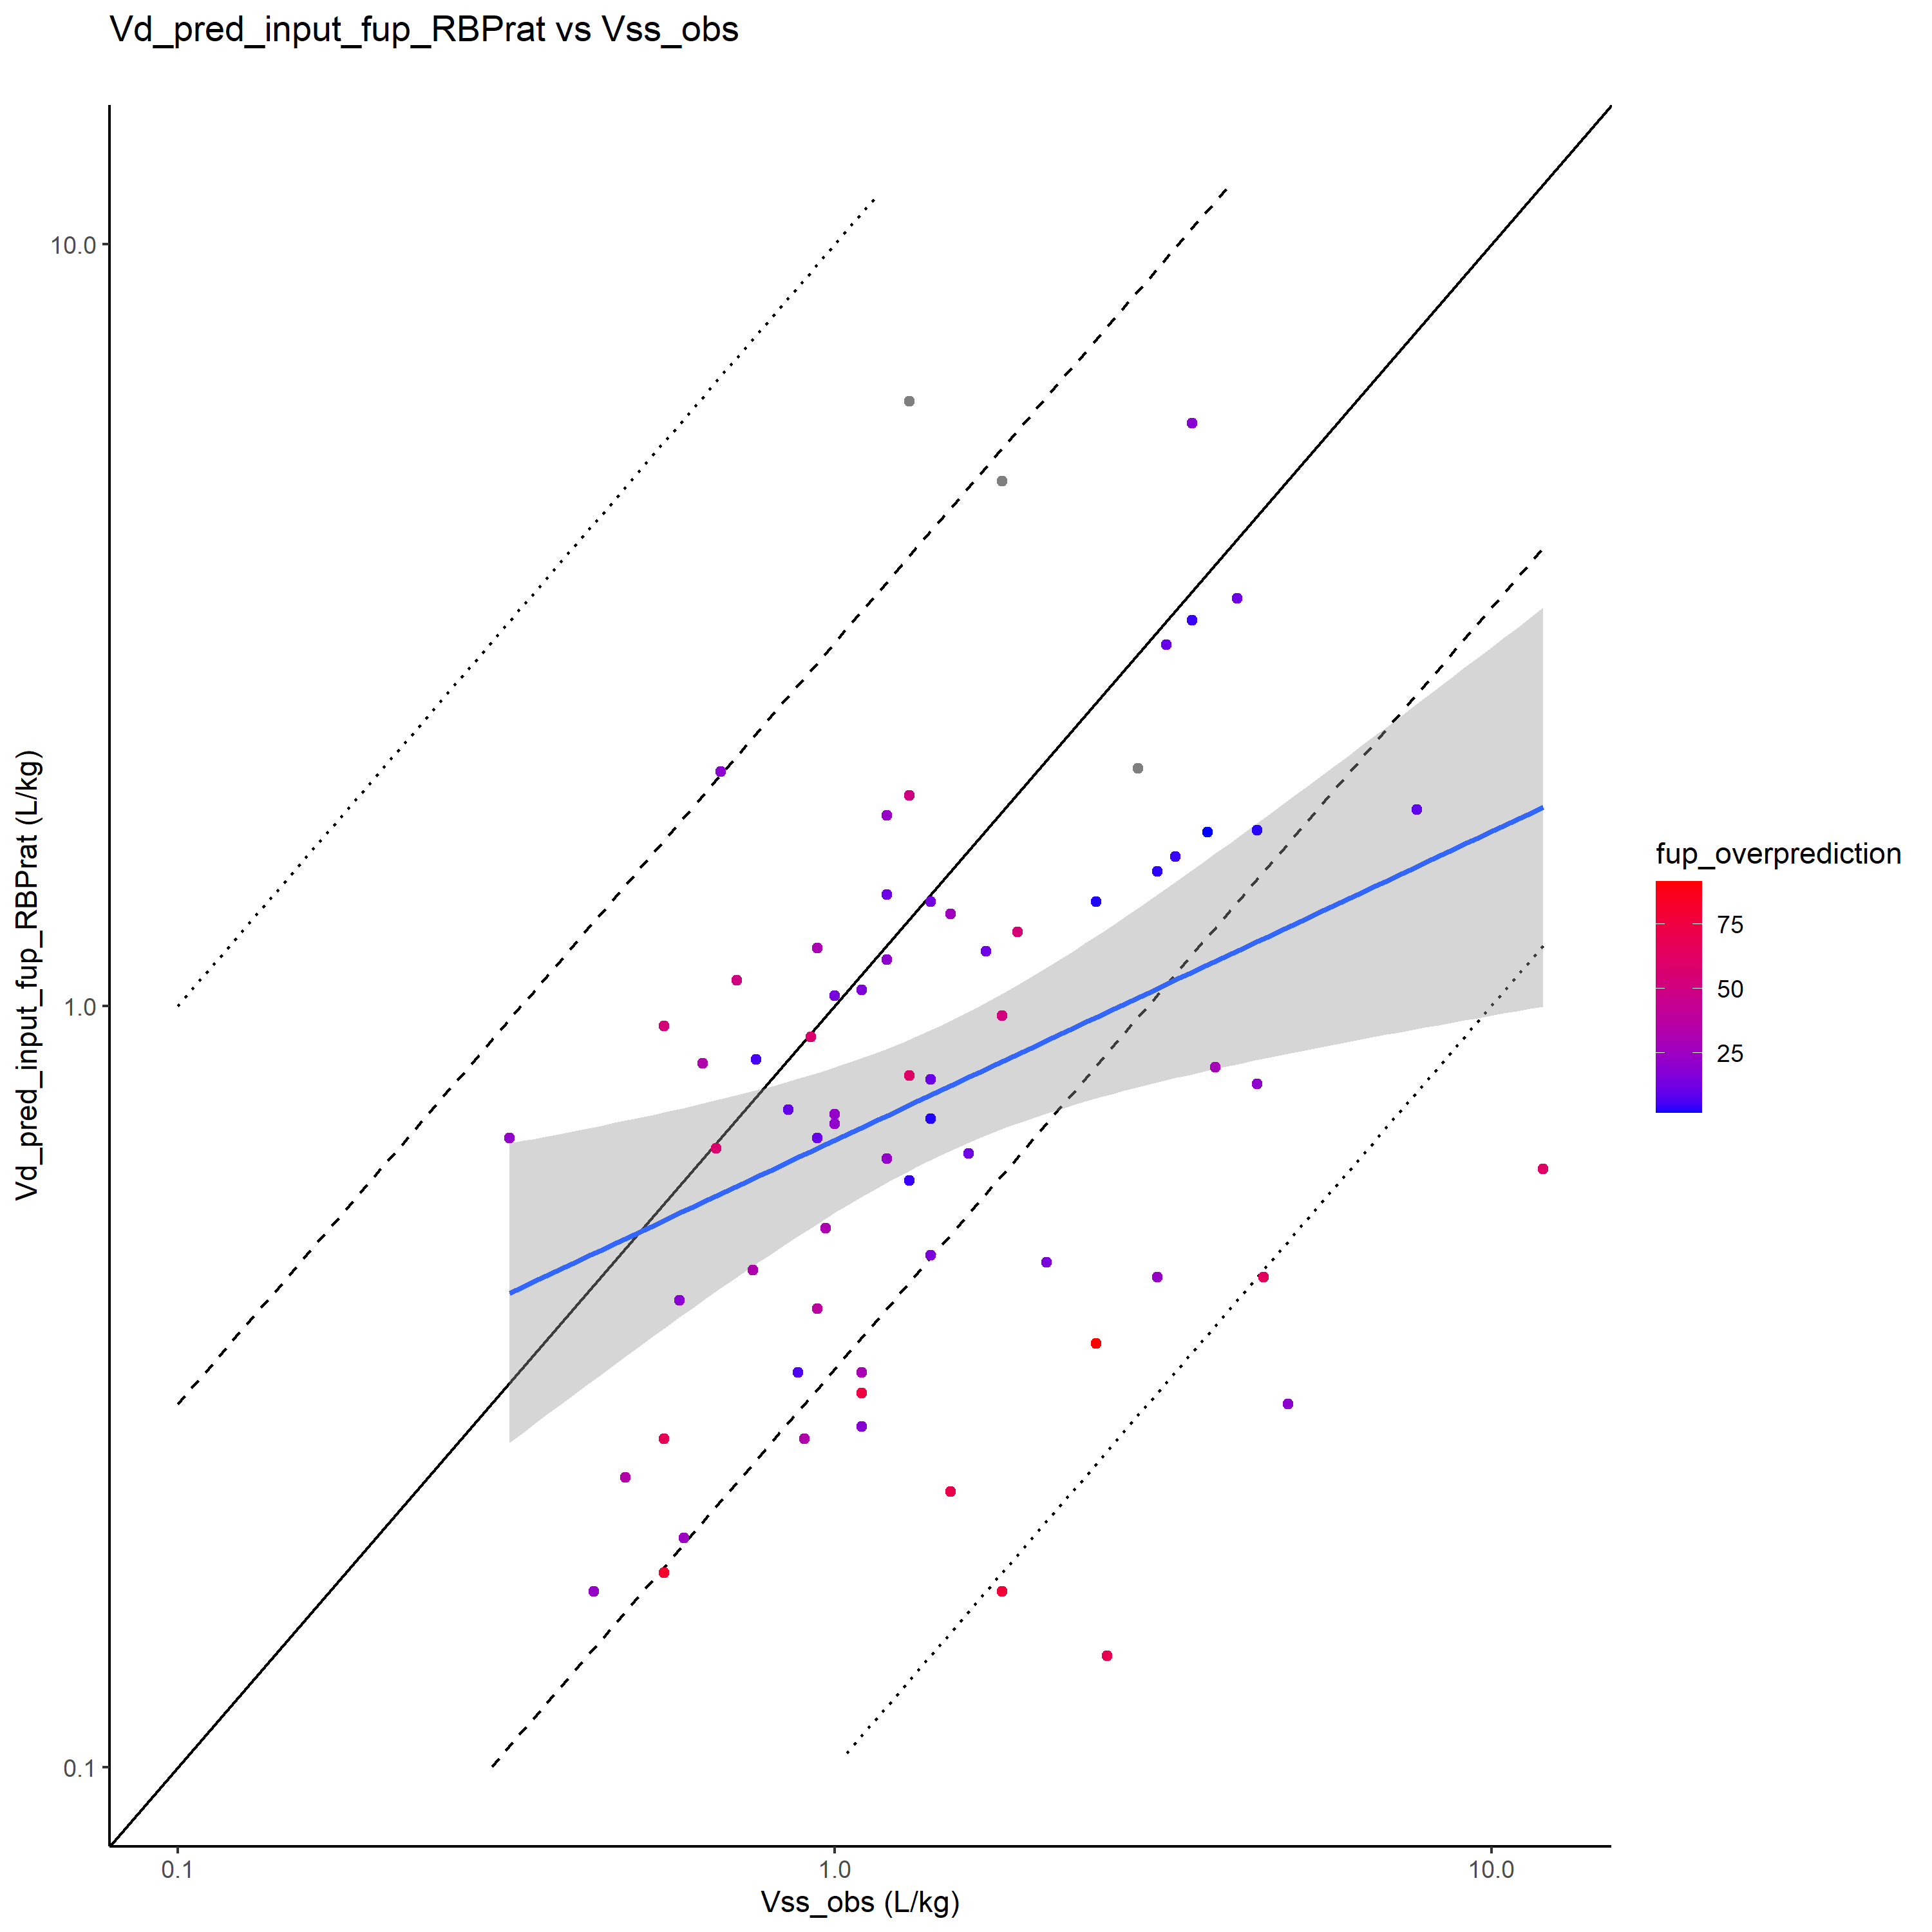 Vd_pred_input_fup_RBPrat vs Vss_obs
Vd_pred_input_fup_RBPrat (L/kg)
10.0
1.0
0.1
0.1
1.0
10.0
Vss_obs (L/kg)
fup_overprediction
75
50
25